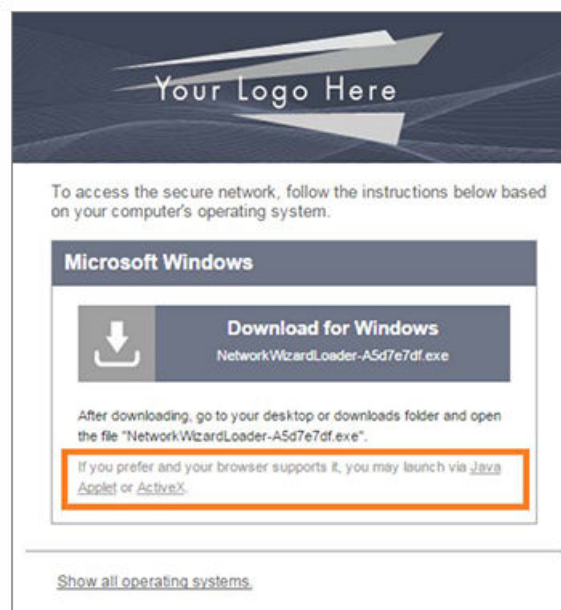 Your Logo Here
To access the secure network, follow the instructions below based
on your computer's operating system.
Microsoft Windows
Download for Windows
NetworkWizardLoader-A5d7e7df.exe
After downloading, go to your desktop or downloads folder and open
the file "NetworkWizardLoader-A5d7e7df.exe".
If you prefer and your browser supports it, you may launch via Java
Applet or ActiveX.
Show all operating systems.